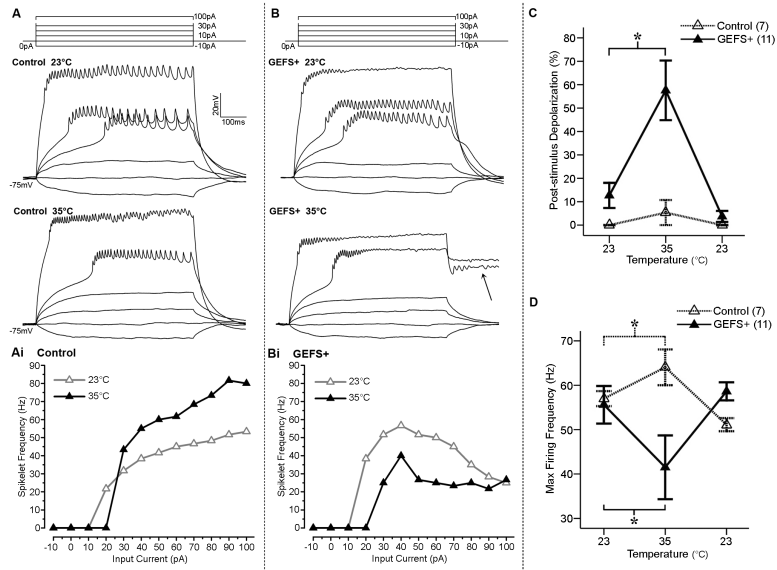 A
100pA
30pA
10pA
0pA
-10pA
Control 23°C
20mV
100ms
-75mV
Control 35°C
-75mV
B
100pA
30pA
10pA
0pA
-10pA
GEFS+ 23°C
GEFS+ 35°C
Ai Control
23°C
35°C
Spikelet Frequency (Hz)
90
80
70
60
50
40
30
20
10
0
-10 0 10 20 30 40 50 60 70 80 90 100
Input Current (pA)
Bi GEFS+
23°C
35°C
Spikelet Frequency (Hz)
90
80
70
60
50
40
30
20
10
0
-10 0 10 20 30 40 50 60 70 80 90 100
Input Current (pA)
C
Control (7)
GEFS+ (11)
*
Post-stimulus Depolarization (%)
80
70
60
50
40
30
20
10
0
23 35 23
Temperature (°C)
D
Control (7)
GEFS+ (11)
*
Max Firing Frequency (Hz)
70
60
50
40
30
*
23 35 23
Temperature (°C)